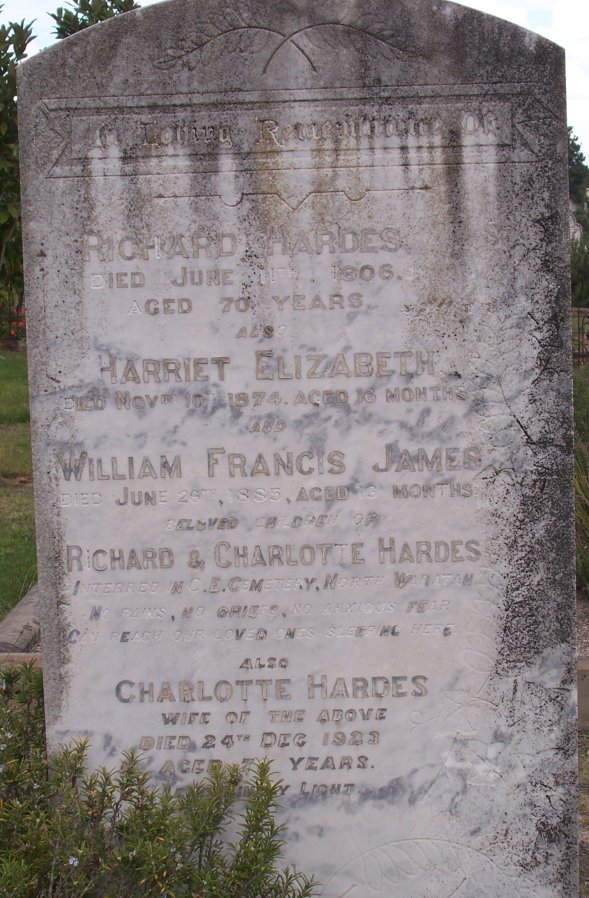 In Loving Remembrance Of
RICHARD HARDES
DIED JUNE 11TH. 1906.
AGED 70 YEARS.
ALSO
HARRIET ELIZABETH
DIED NOVR 10TH 1874. AGED 16 MONTHS
AND
WILLIAM FRANCIS JAMES
DIED JUNE 26TH, 1885, AGED 13 MONTHS.
BELOVED CHILDREN OF
RICHARD & CHARLOTTE HARDES
INTERRED IN C.E. CEMETERY, NORTH WARATAH
NO PAINS, NO GRIEFS, NO ANXIOUS FEAR
CAN REACH OUR LOVED ONES SLEEPING HERE
ALSO
CHARLOTTE HARDES
WIFE OF THE ABOVE
DIED 24TH DEC 1923
AGED YEARS.
LIGHT